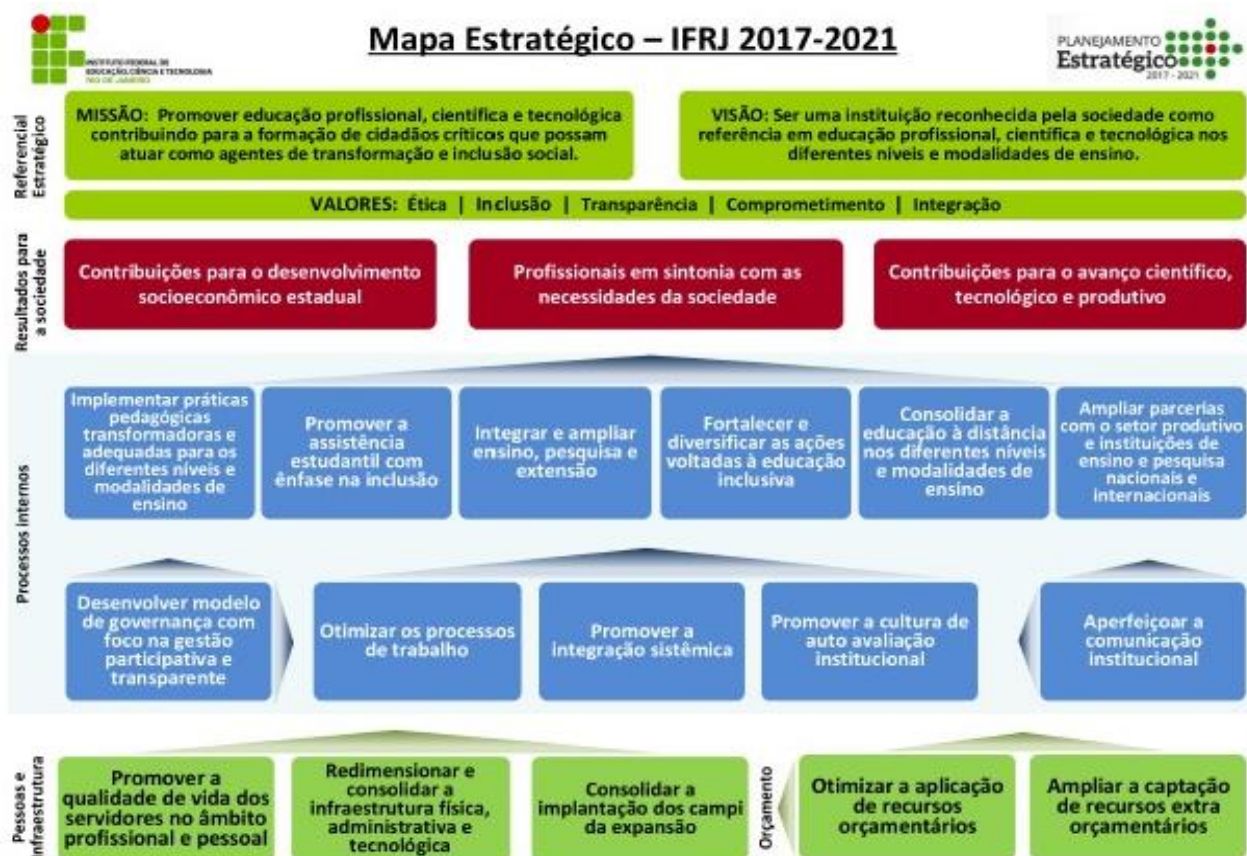 Mapa Estratégico – IFRJ 2017-2021
INSTITUTO FEDERAL DE
EDUCAÇÃO, CIÊNCIA E TECNOLOGIA
RIO DE JANEIRO
PLANEJAMENTO
Estratégico
2017 - 2021
Referencial
Estratégico
MISSÃO: Promover educação profissional, científica e tecnológica
contribuindo para a formação de cidadãos críticos que possam
atuar como agentes de transformação e inclusão social.
VISÃO: Ser uma instituição reconhecida pela sociedade como
referência em educação profissional, científica e tecnológica nos
diferentes níveis e modalidades de ensino.
VALORES: Ética | Inclusão | Transparência | Comprometimento | Integração
Resultados para
a sociedade
Contribuições para o desenvolvimento
socioeconômico estadual
Profissionais em sintonia com as
necessidades da sociedade
Contribuições para o avanço científico,
tecnológico e produtivo
Processos internos
Implementar práticas
pedagógicas
transformadoras e
adequadas para os
diferentes níveis e
modalidades de
ensino
Promover a
assistência
estudantil com
ênfase na inclusão
Integrar e ampliar
ensino, pesquisa e
extensão
Fortalecer e
diversificar as ações
voltadas à educação
inclusiva
Consolidar a
educação à distância
nos diferentes níveis
e modalidades de
ensino
Ampliar parcerias
com o setor produtivo
e instituições de
ensino e pesquisa
nacionais e
internacionais
Desenvolver modelo
de governança com
foco na gestão
participativa e
transparente
Otimizar os processos
de trabalho
Promover a
integração sistêmica
Promover a cultura de
auto avaliação
institucional
Aperfeiçoar a
comunicação
institucional
Pessoas e
infraestrutura
Promover a
qualidade de vida dos
servidores no âmbito
profissional e pessoal
Redimensionar e
consolidar a
infraestrutura física,
administrativa e
tecnológica
Consolidar a
implantação dos campi
da expansão
Orçamento
Otimizar a aplicação
de recursos
orçamentários
Ampliar a captação
de recursos extra
orçamentários